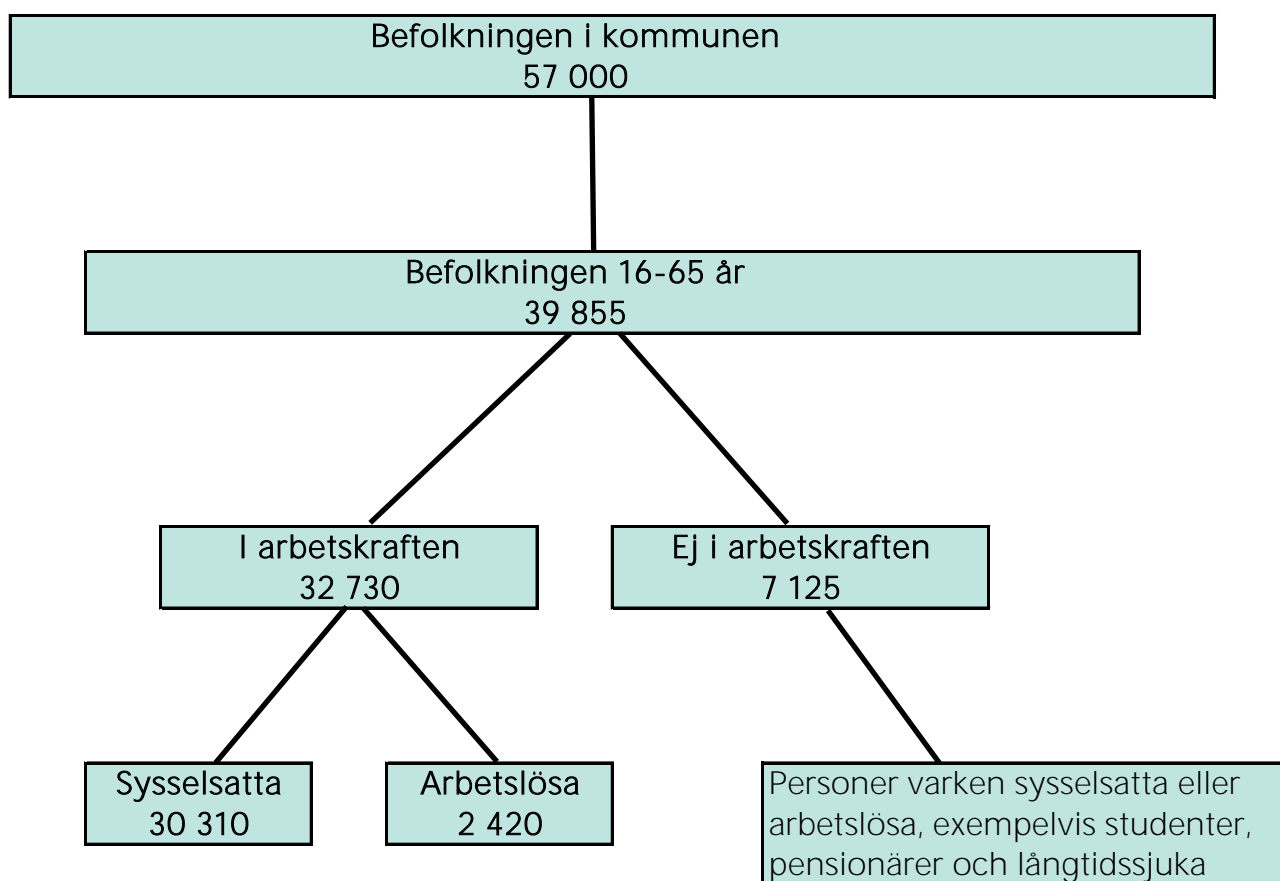 Befolkningen i kommunen
57 000
Befolkningen 16-65 år
39 855
I arbetskraften
32 730
Ej i arbetskraften
7 125
Sysselsatta
30 310
Arbetslösa
2 420
Personer varken sysselsatta eller
arbetslösa, exempelvis studenter,
pensionärer och långtidssjuka